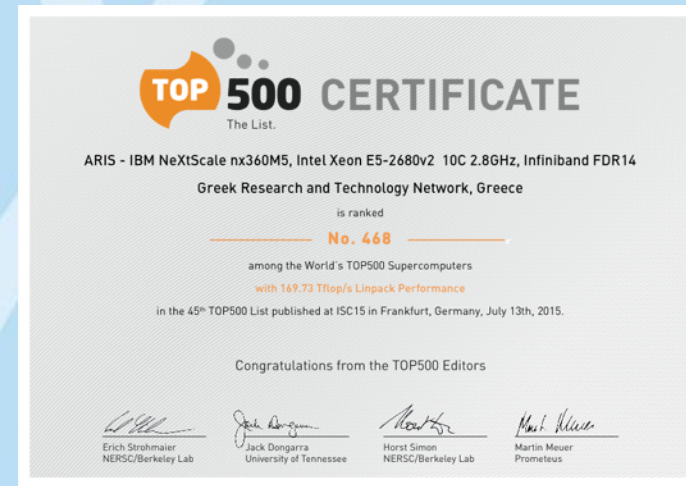 TOP 500 CERTIFICATE
The List.
ARIS - IBM NeXtScale nx360M5, Intel Xeon E5-2680v2 10C 2.8GHz, Infiniband FDR14
Greek Research and Technology Network, Greece
is ranked
No. 468
among the World's TOP500 Supercomputers
with 169.73 Tflop/s Linpack Performance
in the 45th TOP500 List published at ISC15 in Frankfurt, Germany, July 13th, 2015.
Congratulations from the TOP500 Editors
Erich Strohmaier
NERSC/Berkeley Lab
Jack Dongarra
University of Tennessee
Horst Simon
NERSC/Berkeley Lab
Martin Meuer
Prometeus